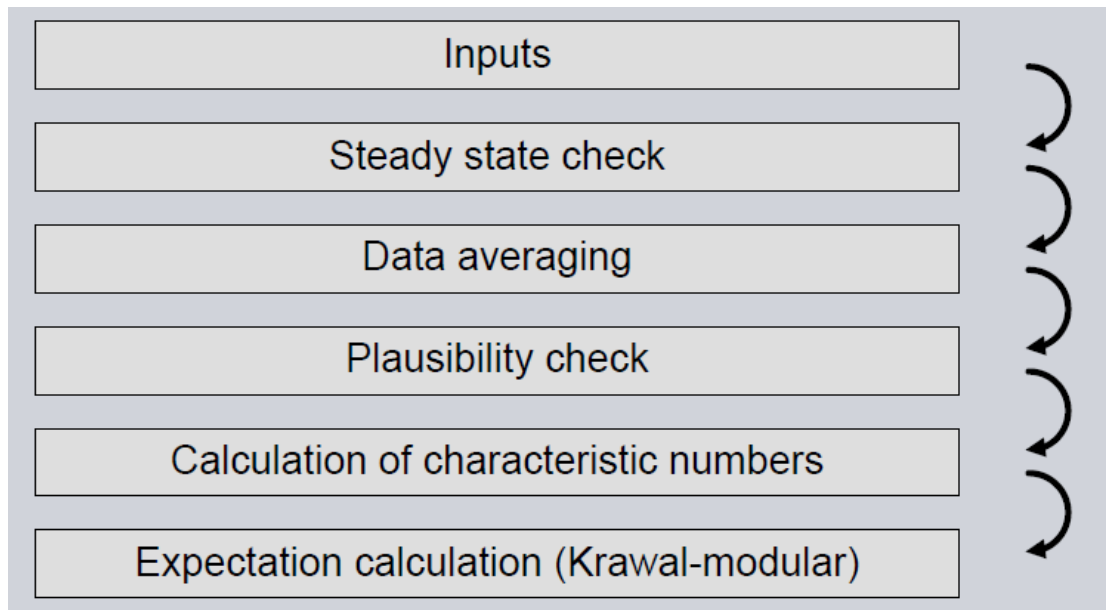 Inputs
Steady state check
Data averaging
Plausibility check
Calculation of characteristic numbers
Expectation calculation (Krawal-modular)